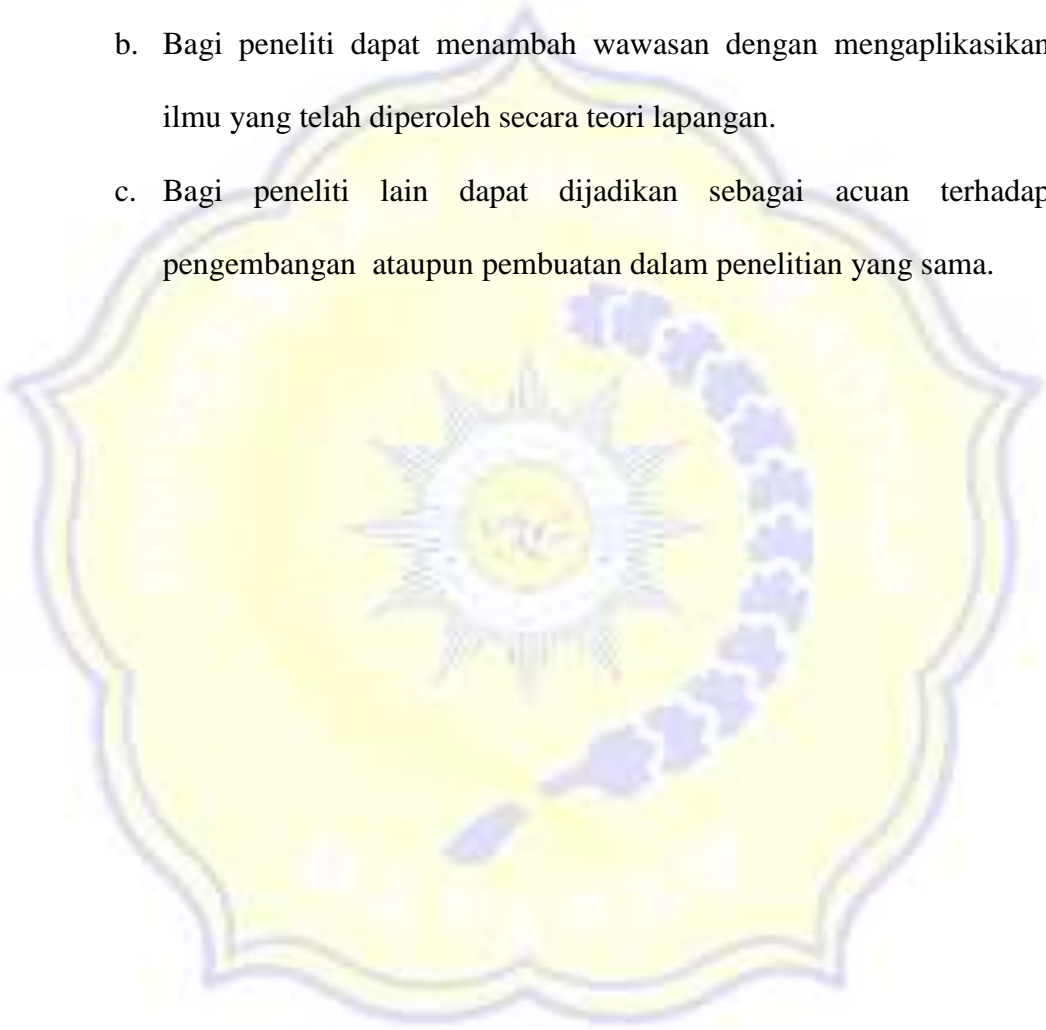 b. Bagi peneliti dapat menambah wawasan dengan mengaplikasikan
ilmu yang telah diperoleh secara teori lapangan.
c. Bagi peneliti lain dapat dijadikan sebagai acuan terhadap
pengembangan ataupun pembuatan dalam penelitian yang sama.